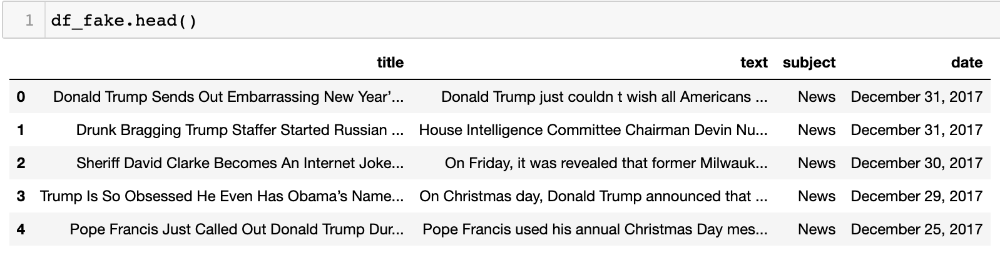 1 df_fake.head()
title text subject date
0 Donald Trump Sends Out Embarrassing New Year’... Donald Trump just couldn t wish all Americans ... News December 31, 2017
1 Drunk Bragging Trump Staffer Started Russian ... House Intelligence Committee Chairman Devin Nu... News December 31, 2017
2 Sheriff David Clarke Becomes An Internet Joke... On Friday, it was revealed that former Milwauk... News December 30, 2017
3 Trump Is So Obsessed He Even Has Obama’s Name... On Christmas day, Donald Trump announced that ... News December 29, 2017
4 Pope Francis Just Called Out Donald Trump Dur... Pope Francis used his annual Christmas Day mes... News December 25, 2017